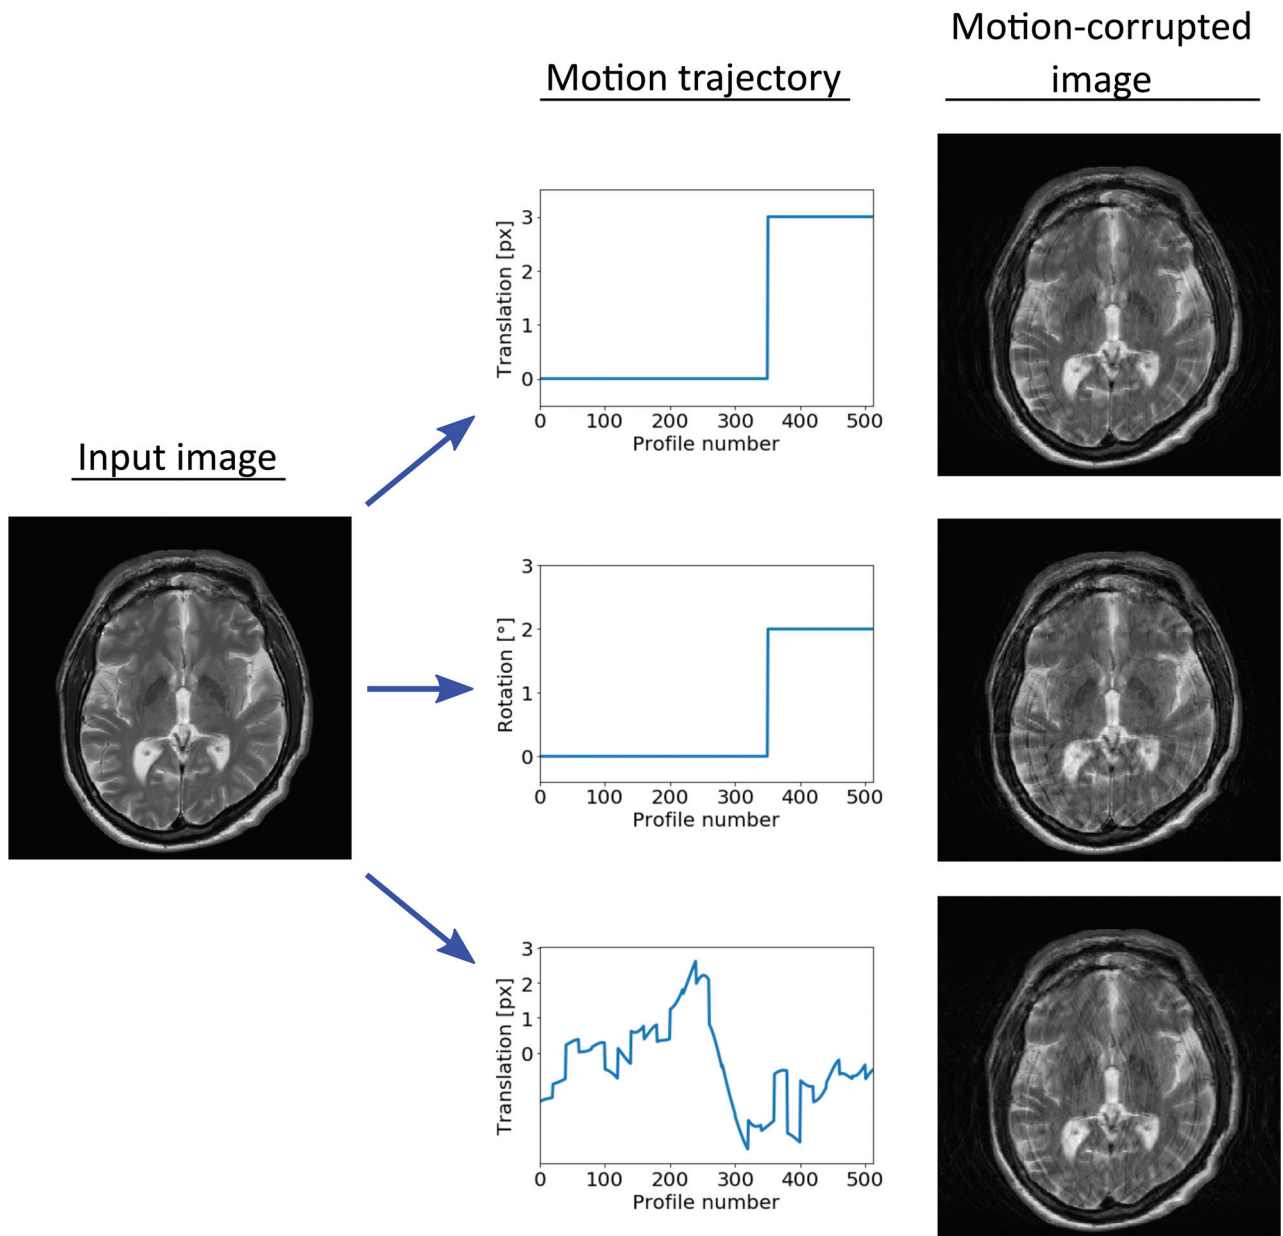 Motion trajectory
Motion-corrupted
image
Input image
Translation [px]
3
2
1
0
0 100 200 300 400 500
Profile number
Rotation [°]
3
2
1
0
0 100 200 300 400 500
Profile number
Translation [px]
3
2
1
0
0 100 200 300 400 500
Profile number